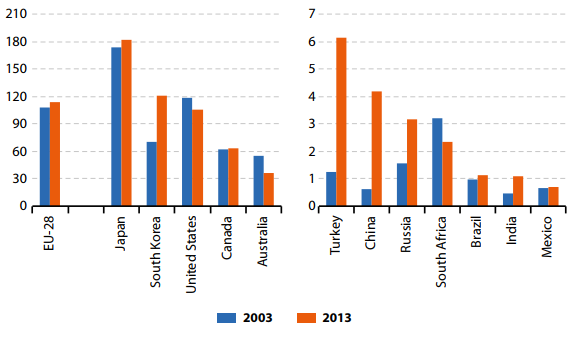 210
180
150
120
90
60
30
0
EU-28
Japan
South Korea
United States
Canada
Australia
7
6
5
4
3
2
1
0
Turkey
China
Russia
South Africa
Brazil
India
Mexico
2003
2013